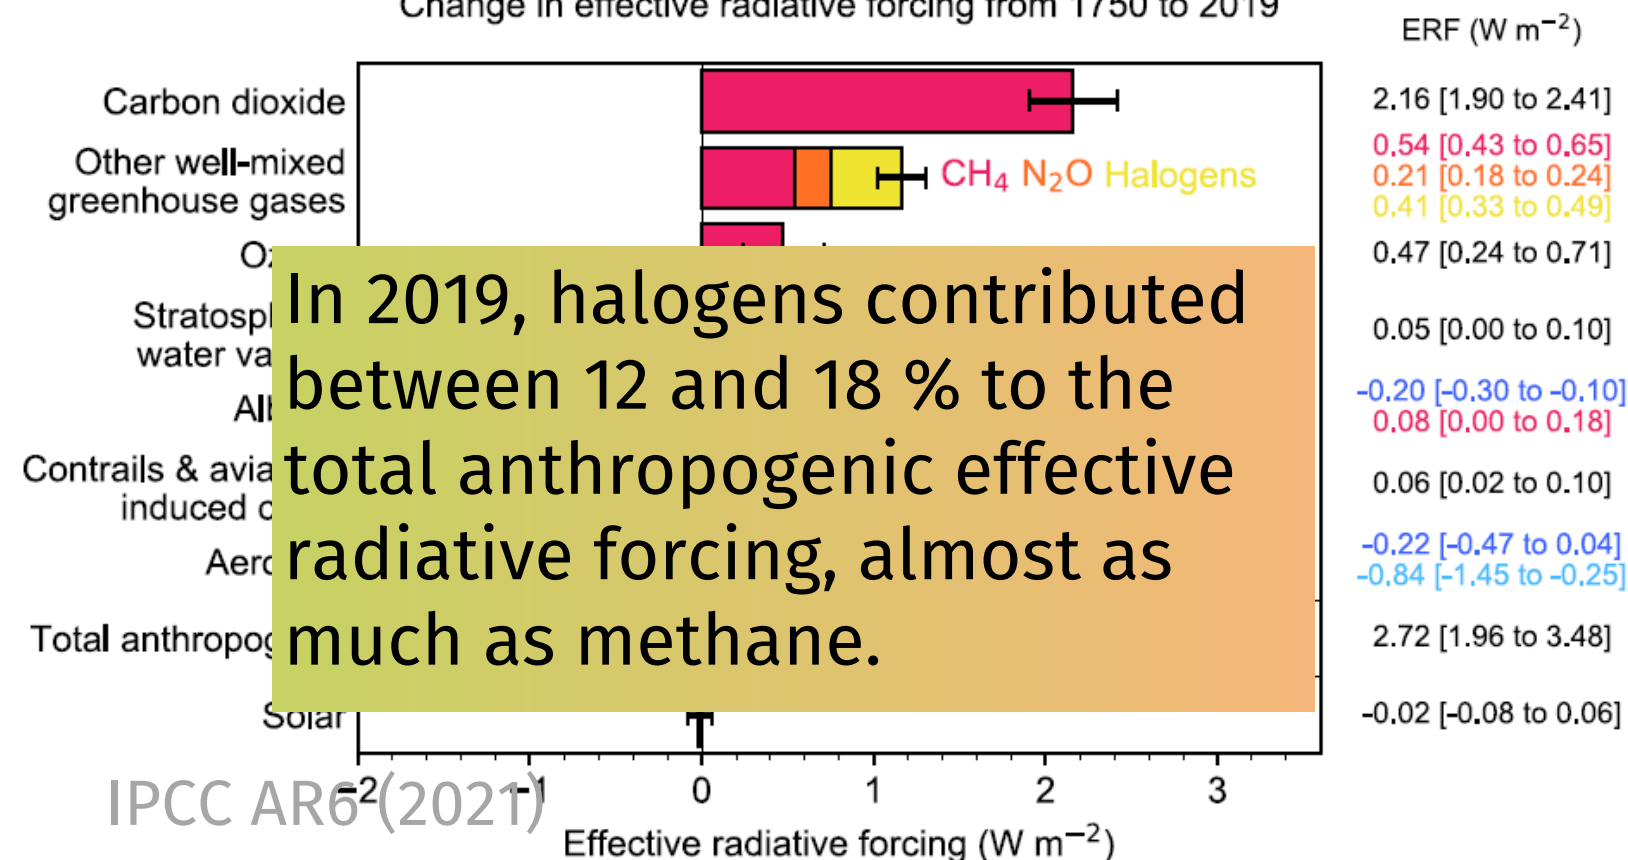 Change in effective radiative forcing from 1750 to 2019
ERF (W m⁻²)
Carbon dioxide
2.16 [1.90 to 2.41]
Other well-mixed
greenhouse gases
CH₄ N₂O Halogens
0.54 [0.43 to 0.65]
0.21 [0.18 to 0.24]
0.41 [0.33 to 0.49]
0.47 [0.24 to 0.71]
water
0.05 [0.00 to 0.10]
-0.20 [-0.30 to -0.10]
0.08 [0.00 to 0.18]
Contrails &
induced
0.06 [0.02 to 0.10]
-0.22 [-0.47 to 0.04]
-0.84 [-1.45 to -0.25]
Total
2.72 [1.96 to 3.48]
Solar
-0.02 [-0.08 to 0.06]
In 2019, halogens contributed
between 12 and 18 % to the
total anthropogenic effective
radiative forcing, almost as
much as methane.
−2 −1 0 1 2 3
Effective radiative forcing (W m⁻²)
IPCC AR6 (2021)